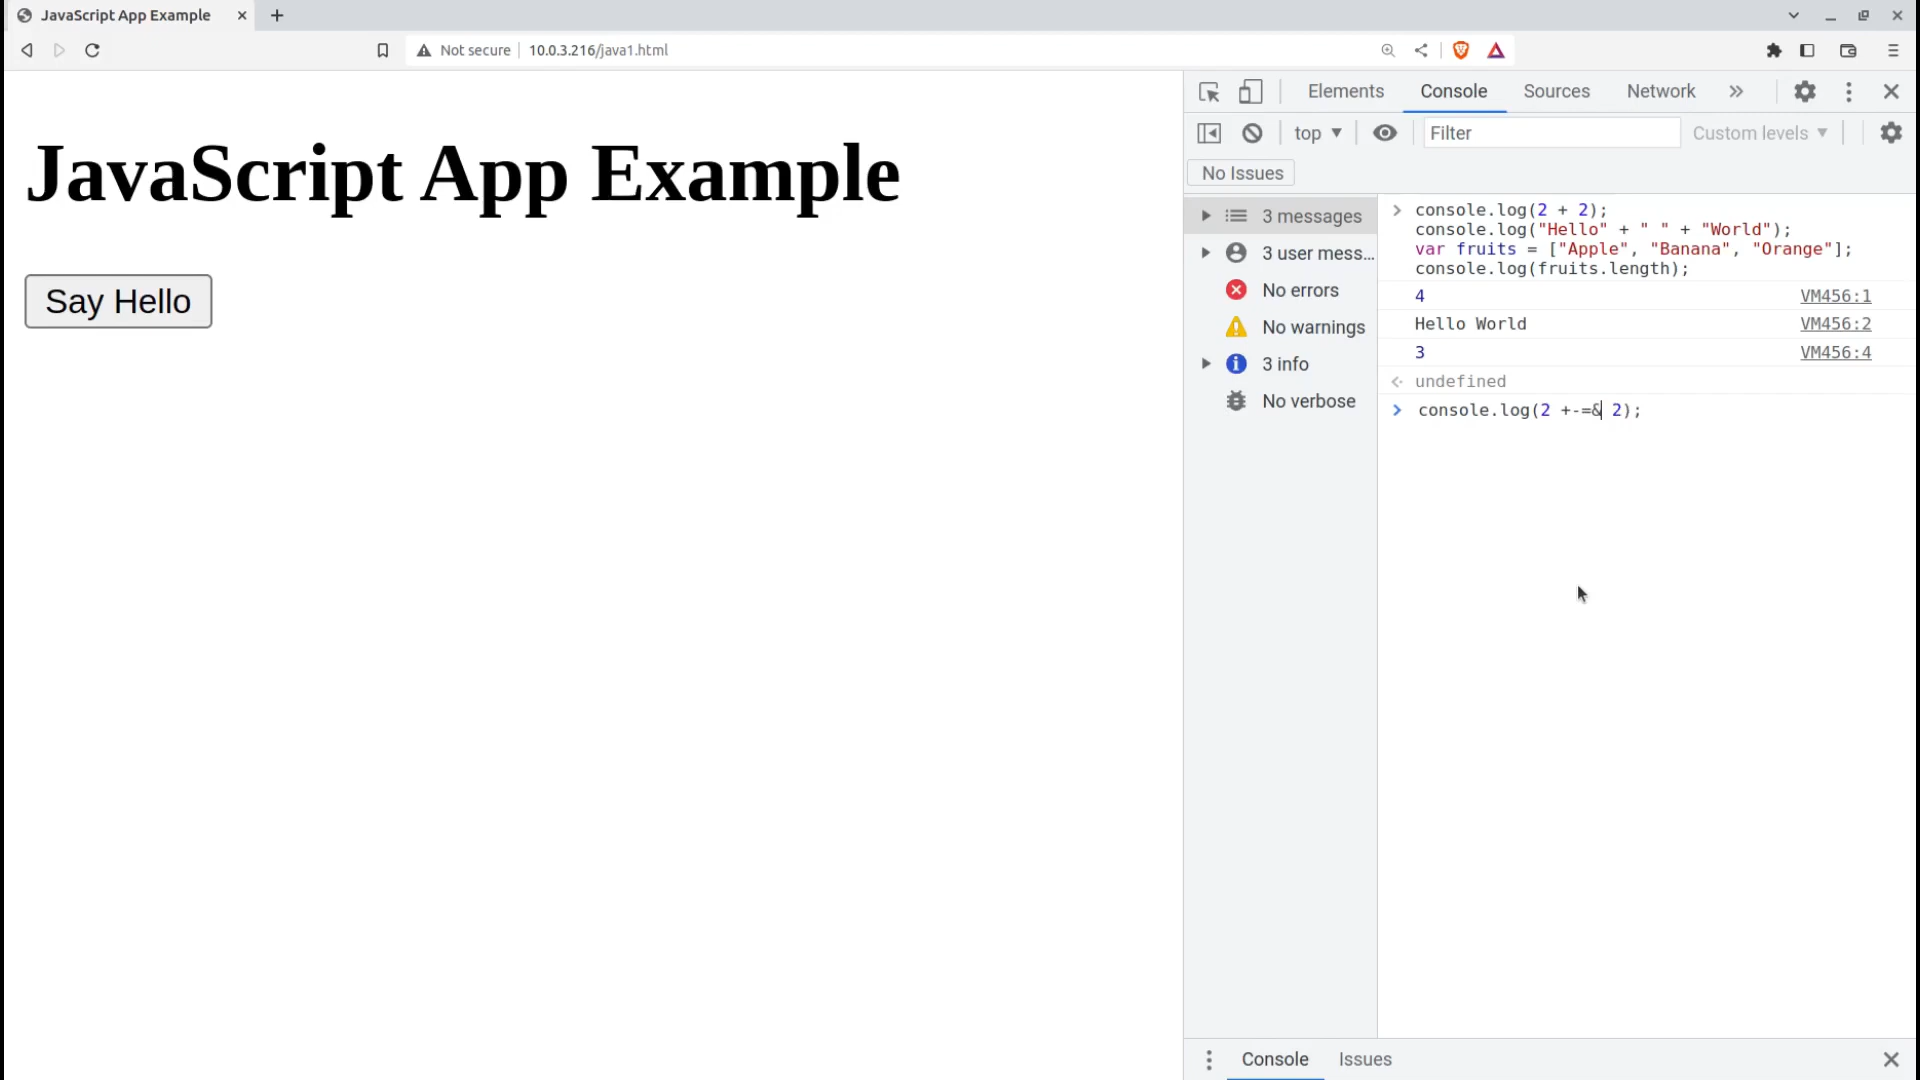 JavaScript App Example
Not secure 10.0.3.216/java1.html
Elements Console Sources Network
top Filter Custom levels
No Issues
JavaScript App Example
Say Hello
3 messages
3 user mess...
No errors
No warnings
3 info
No verbose
console.log(2 + 2);
console.log("Hello" + " " + "World");
var fruits = ["Apple", "Banana", "Orange"];
console.log(fruits.length);
4 VM456:1
Hello World VM456:2
3 VM456:4
undefined
console.log(2 +-=& 2);
Console Issues